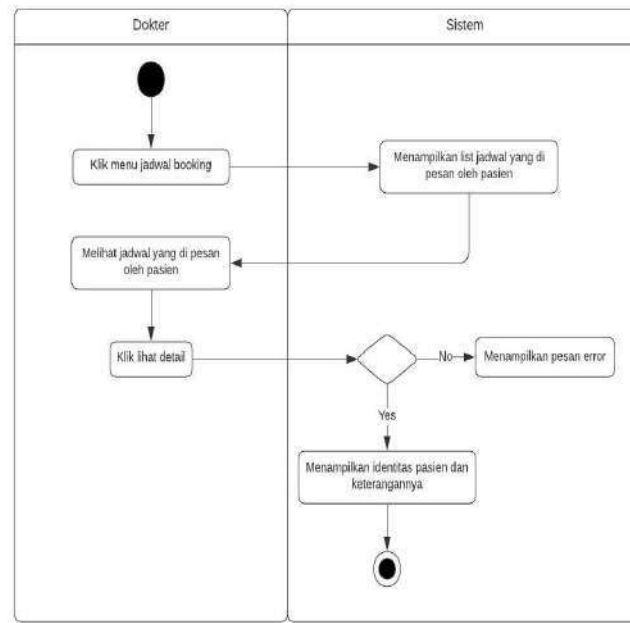 Dokter
Sistem
Klik menu jadwal booking
Menampilkan list jadwal yang di
pesan oleh pasien
Melihat jadwal yang di pesan
oleh pasien
Klik lihat detail
No
Menampilkan pesan error
Yes
Menampilkan identitas pasien dan
keterangannya